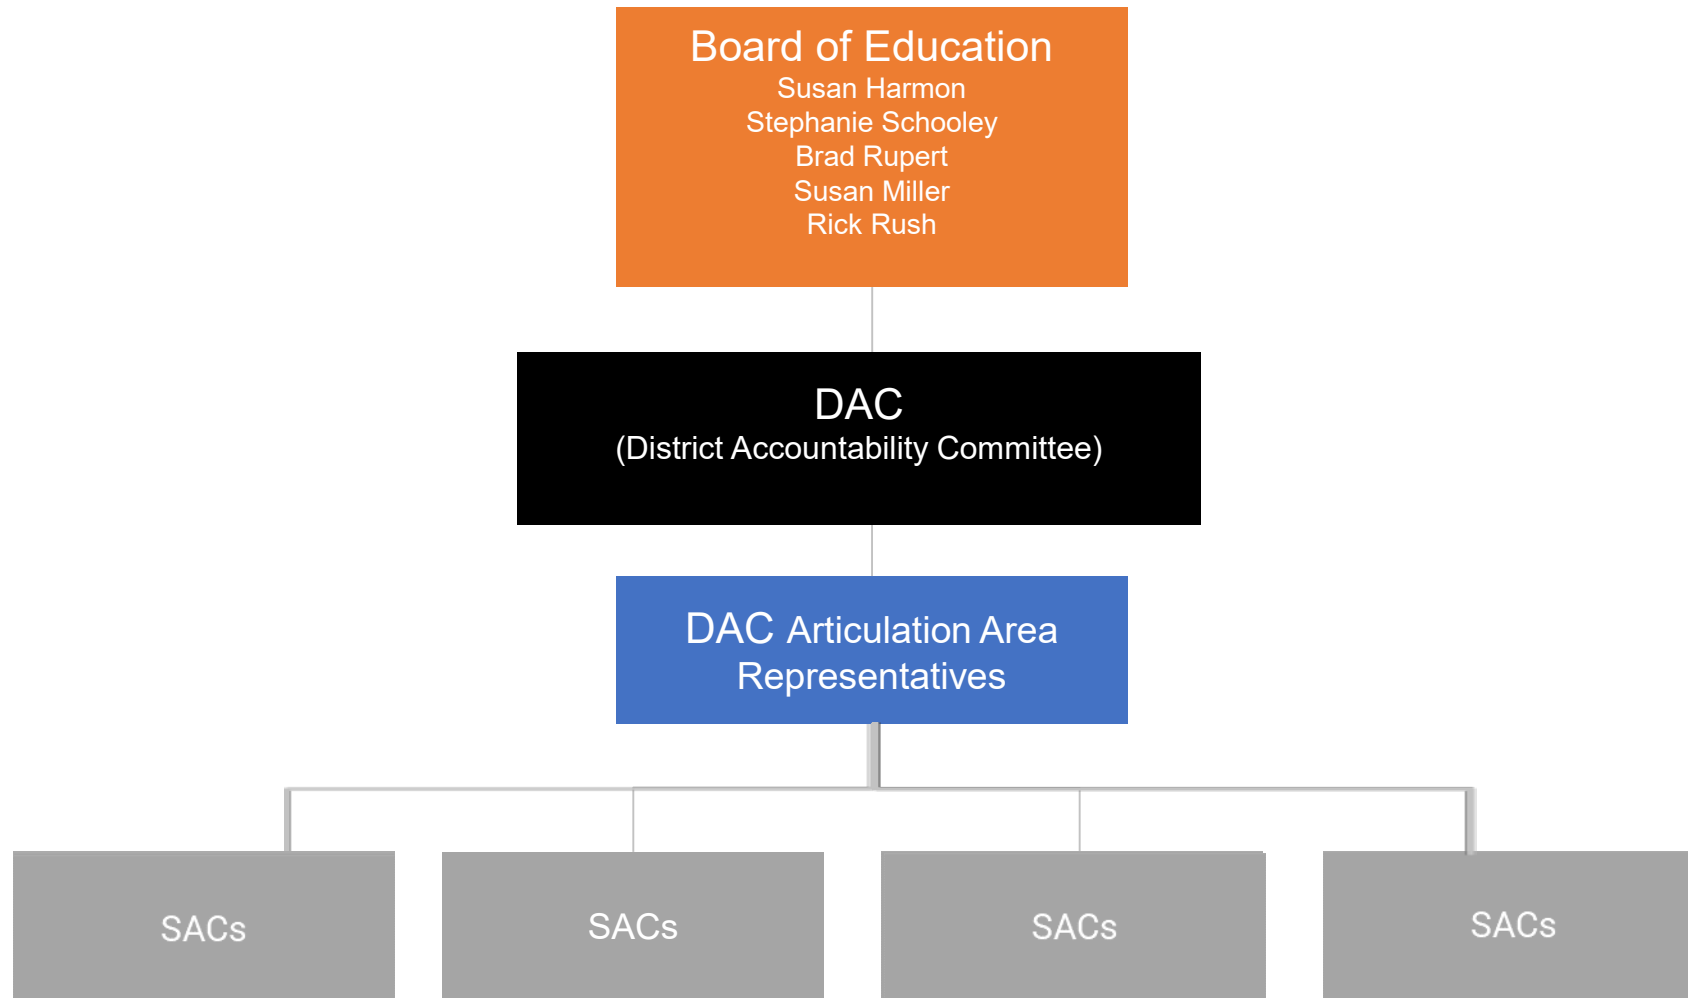 Board of Education
Susan Harmon
Stephanie Schooley
Brad Rupert
Susan Miller
Rick Rush
DAC
(District Accountability Committee)
DAC Articulation Area
Representatives
SACs
SACs
SACs
SACs